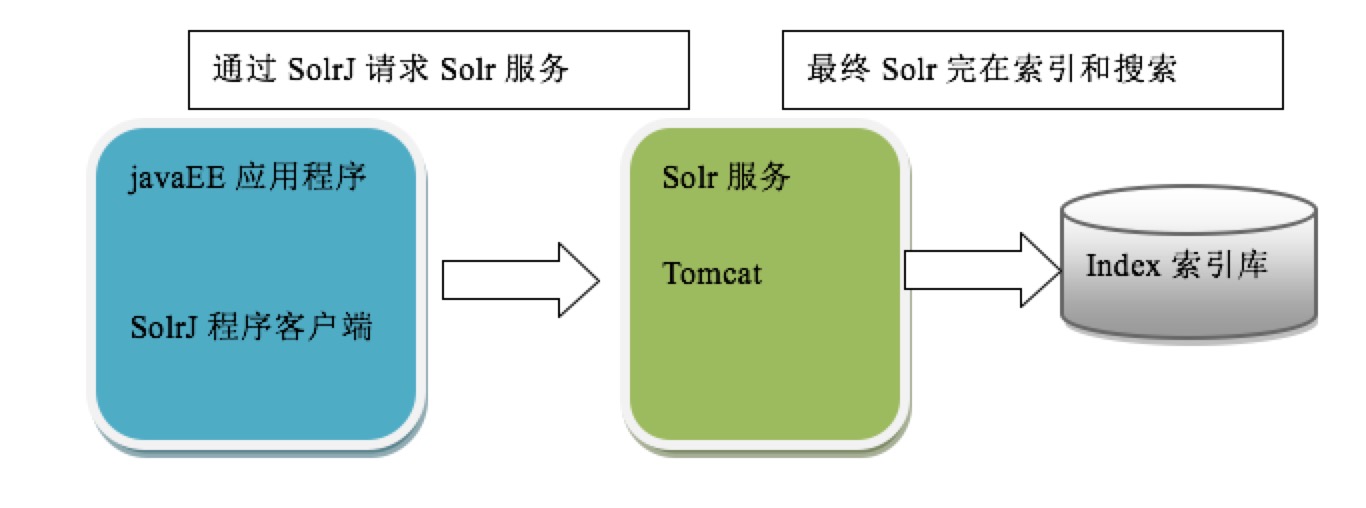 通过 SolrJ 请求 Solr 服务
最终 Solr 完在索引和搜索
javaEE 应用程序
SolrJ 程序客户端
Solr 服务
Tomcat
Index 索引库